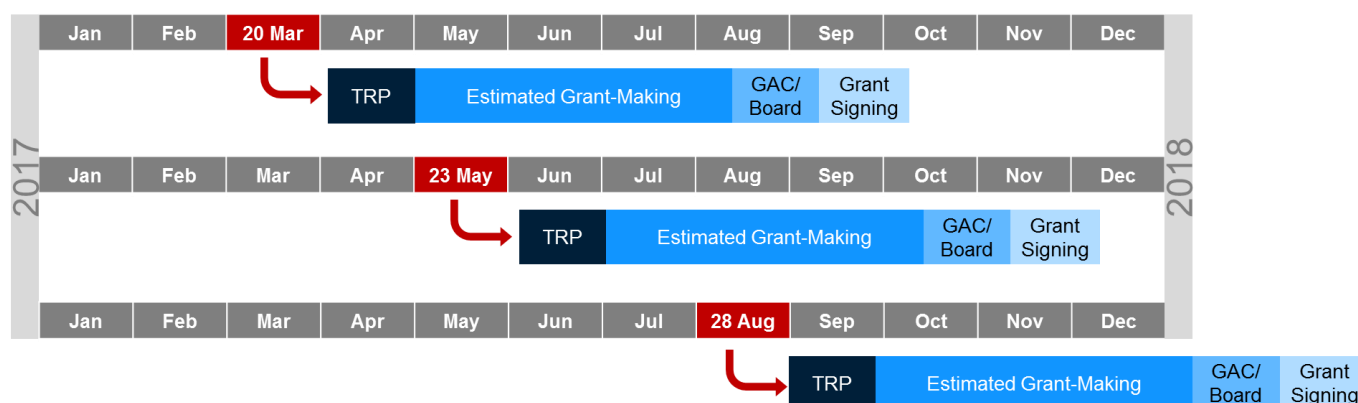 2017
Jan Feb 20 Mar Apr May Jun Jul Aug Sep Oct Nov Dec
TRP Estimated Grant-Making GAC/ Grant
Board Signing
Jan Feb Mar Apr 23 May Jun Jul Aug Sep Oct Nov Dec
TRP Estimated Grant-Making GAC/ Grant
Board Signing
Jan Feb Mar Apr May Jun Jul 28 Aug Sep Oct Nov Dec
TRP Estimated Grant-Making GAC/ Grant
Board Signing
2018